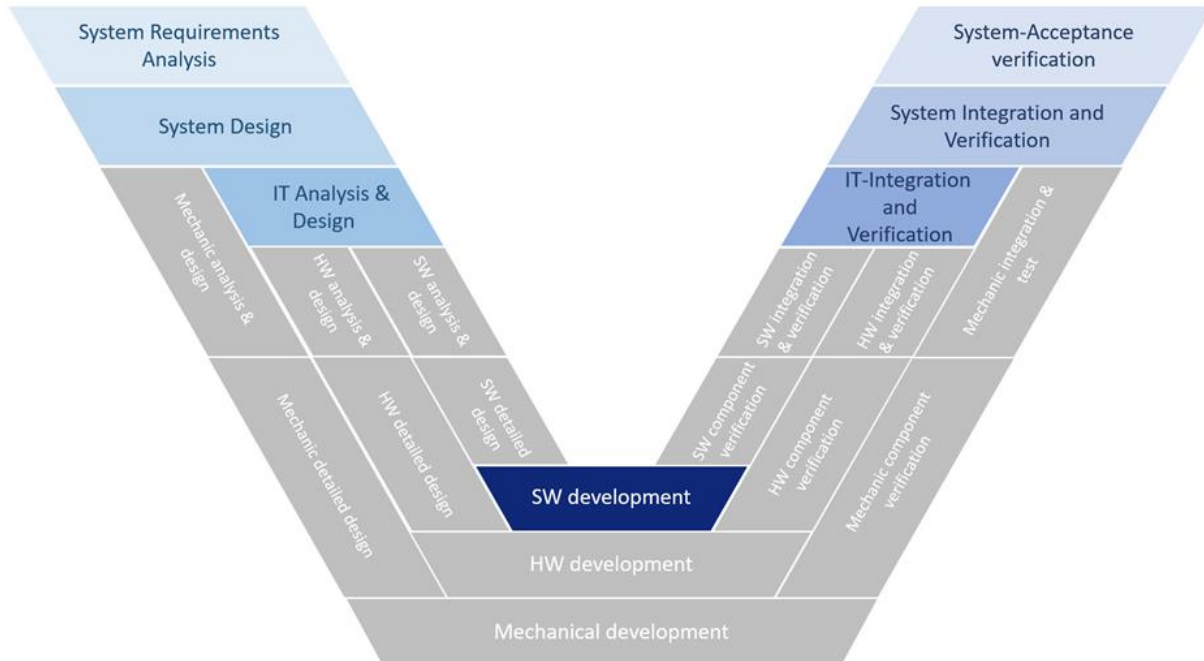 System Requirements
Analysis
System Design
IT Analysis &
Design
Mechanic analysis &
design
HW analysis &
design
SW analysis &
design
Mechanic detailed design
HW detailed design
SW detailed
design
SW development
HW development
Mechanical development
SW component
verification
HW component
verification
Mechanic component
verification
SW integration
& verification
HW integration
& verification
Mechanic integration &
test
IT-Integration
and
Verification
System Integration and
Verification
System-Acceptance
verification